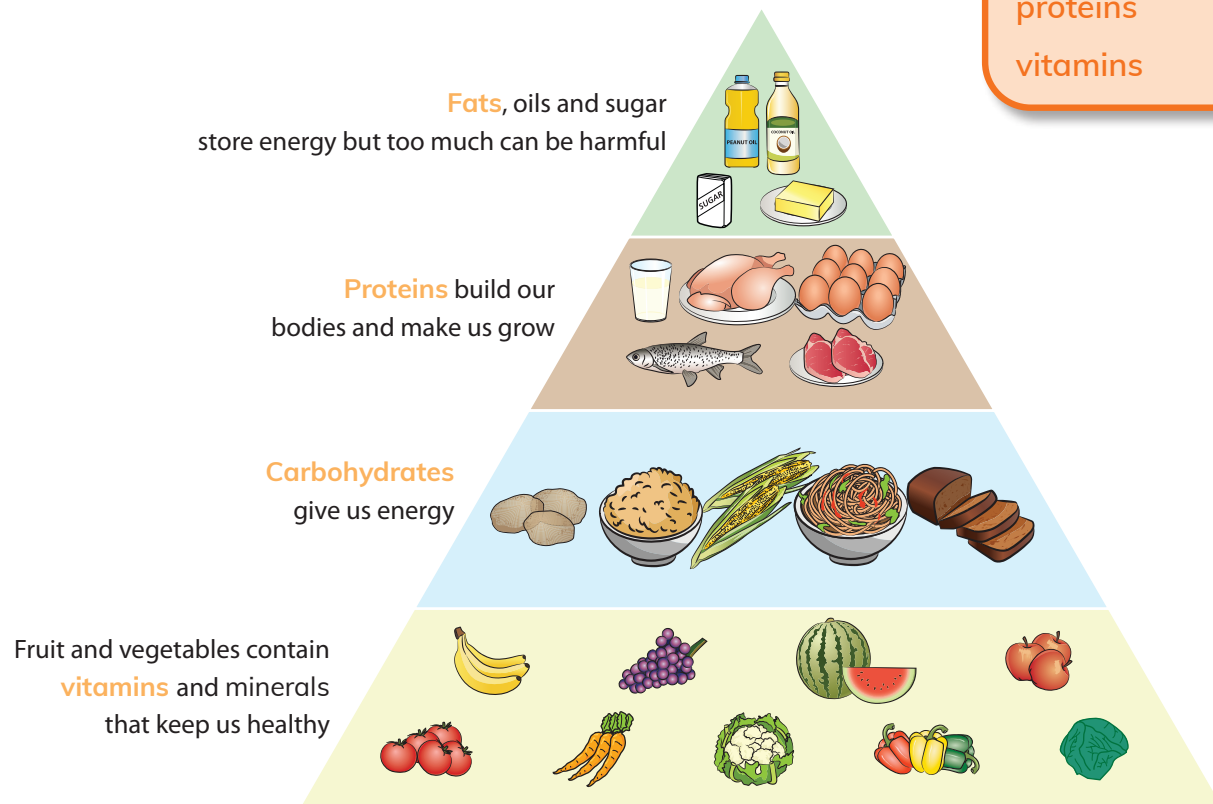 proteins
vitamins
Fats, oils and sugar
store energy but too much can be harmful
PEANUT OIL
COCONUT OIL
SUGAR
Proteins build our
bodies and make us grow
Carbohydrates
give us energy
Fruit and vegetables contain
vitamins and minerals
that keep us healthy